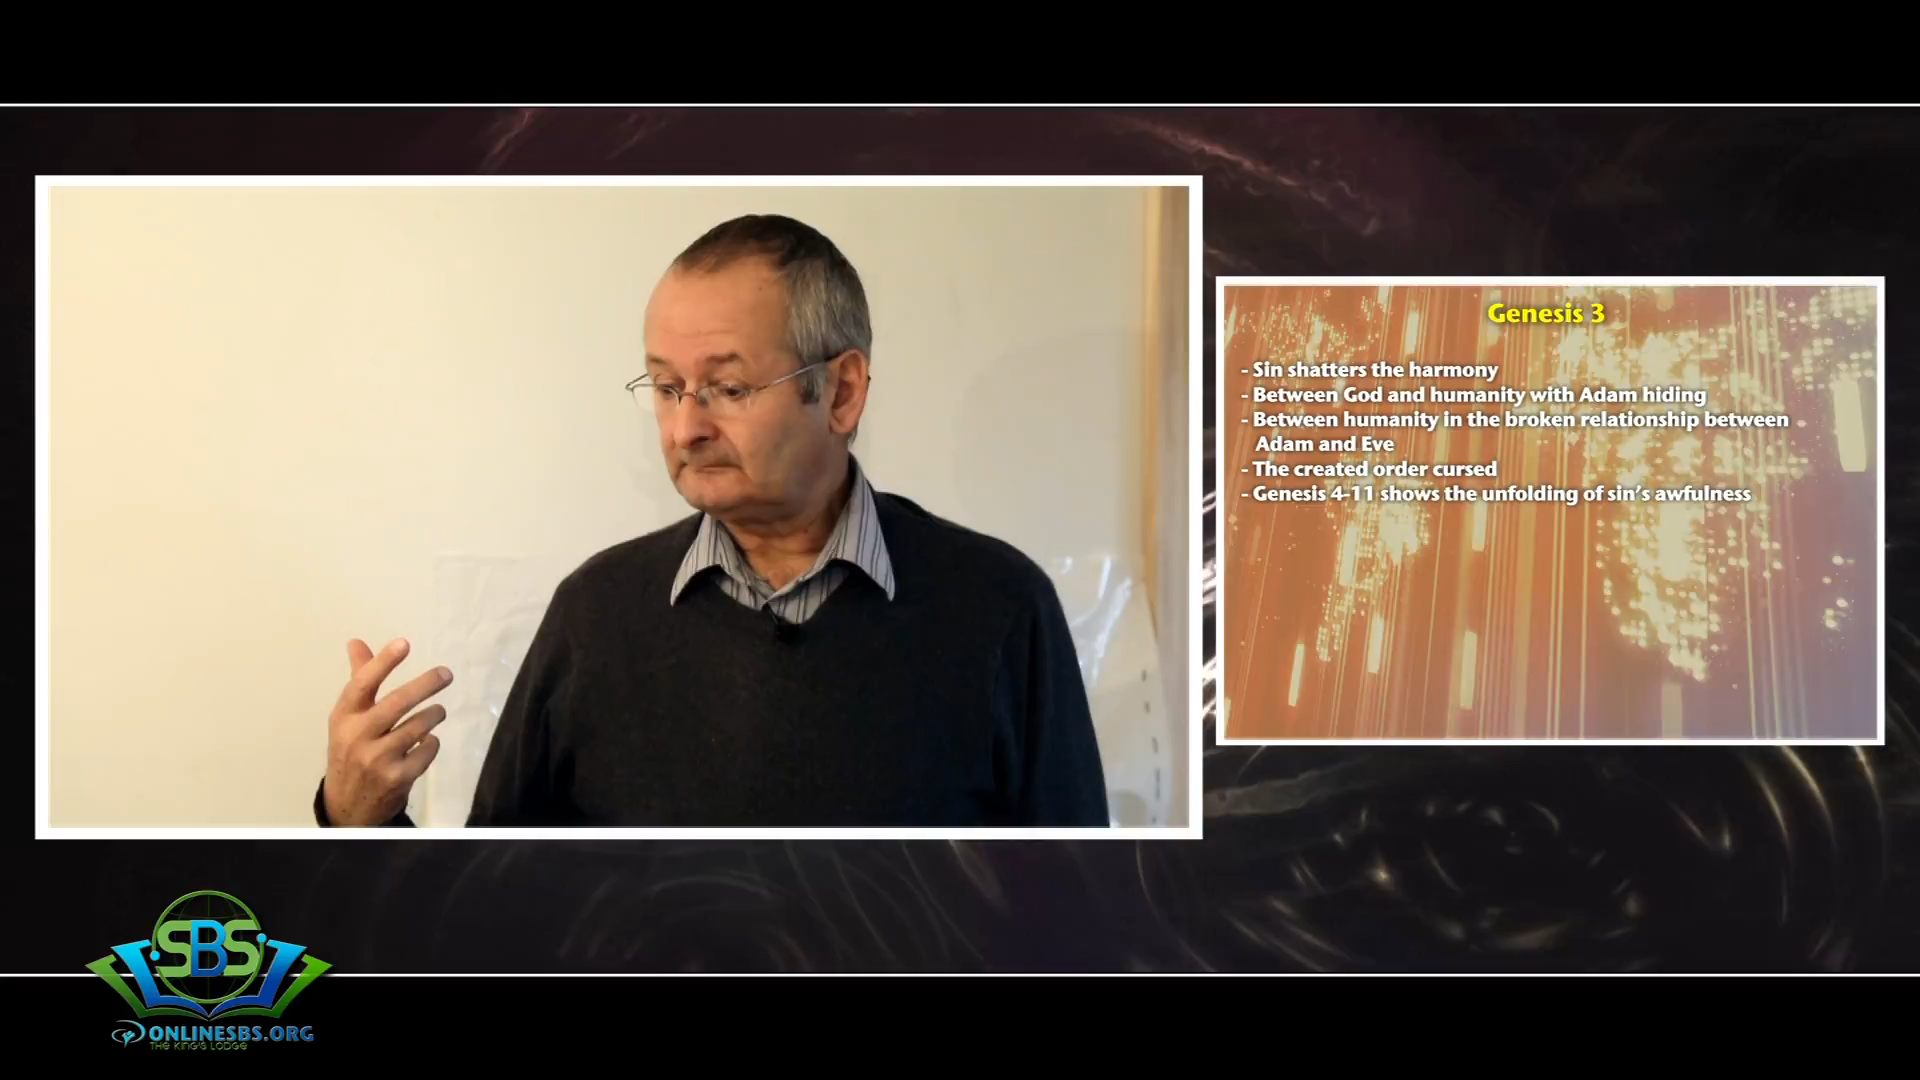 Genesis 3
- Sin shatters the harmony
- Between God and humanity with Adam hiding
- Between humanity in the broken relationship between
Adam and Eve
- The created order cursed
- Genesis 4-11 shows the unfolding of sin's awfulness
SBS
ONLINESBS.ORG
THE KING'S LODGE